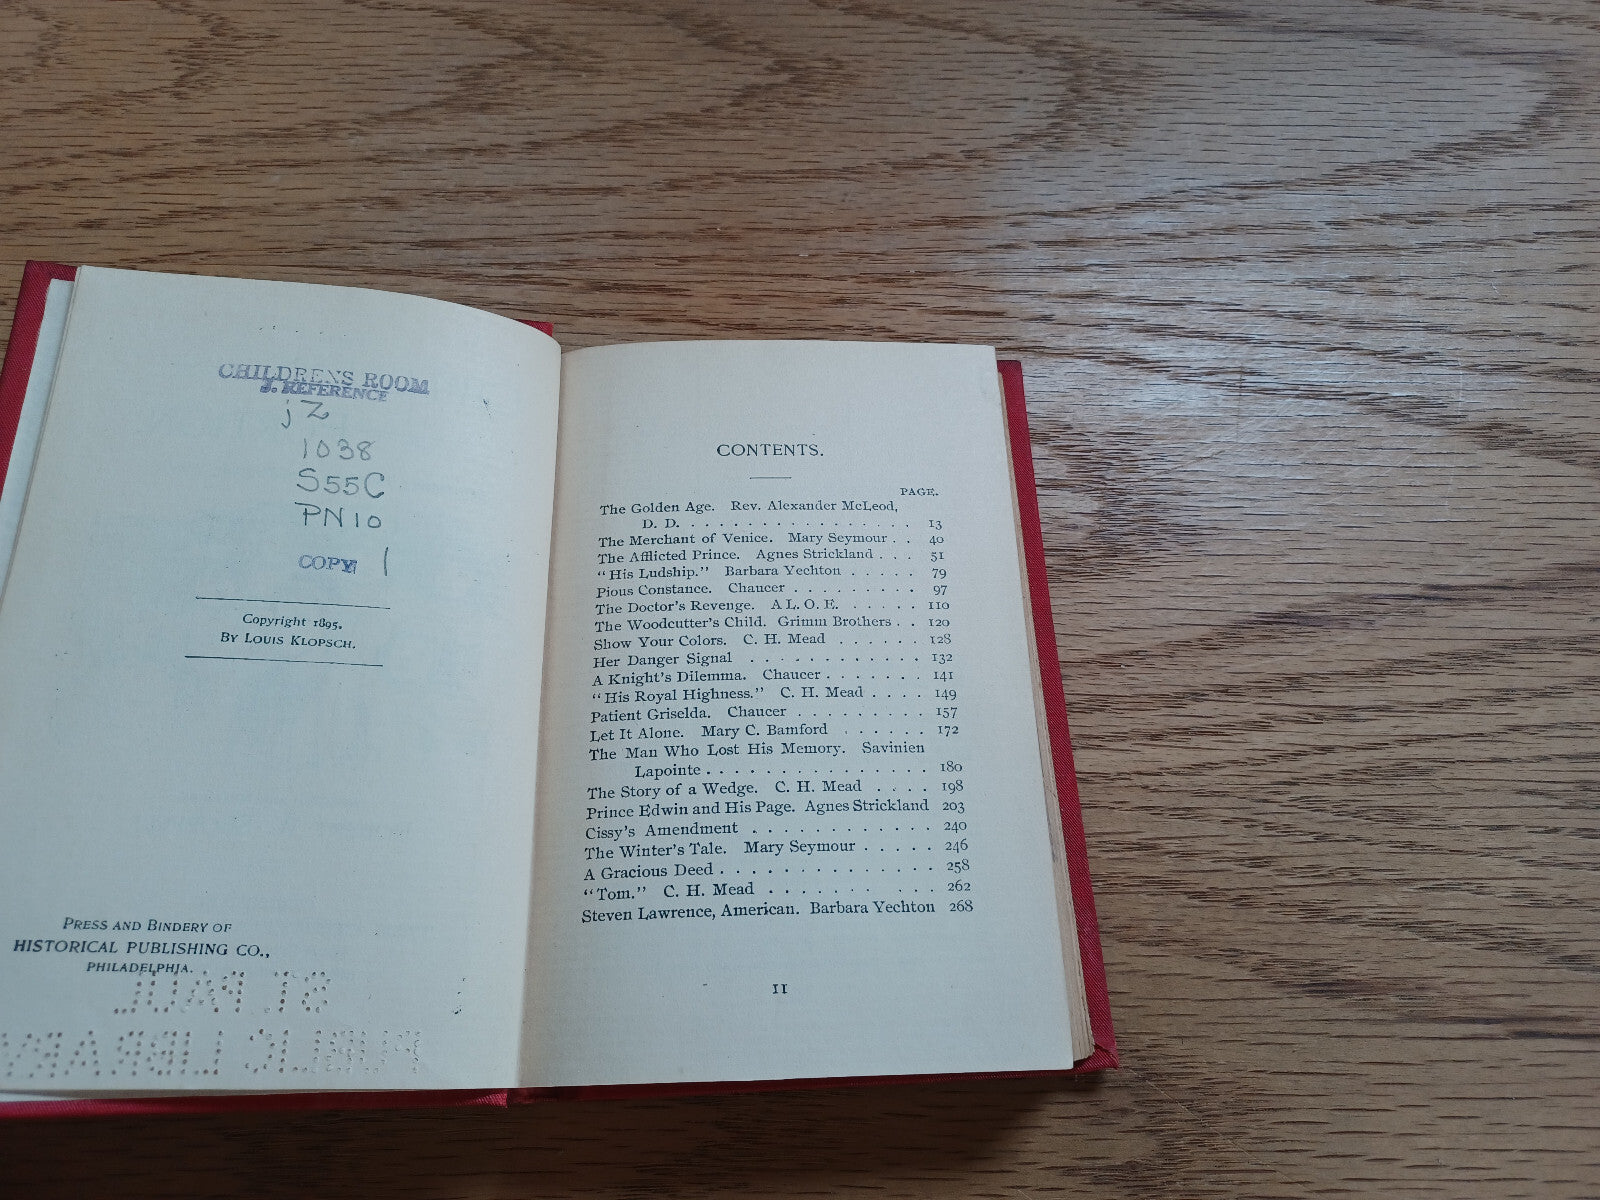 CHILDREN'S ROOM
J. REFERENCE
jZ
1038
S55C
PN10
COPY 1
Copyright 1895,
BY LOUIS KLOPSCH.
PRESS AND BINDERY OF
HISTORICAL PUBLISHING CO.,
PHILADELPHIA.
ST. PAUL
PUBLIC LIBRARY
CONTENTS.
PAGE.
The Golden Age. Rev. Alexander McLeod,
D. D. . . . . . . . . . . . . . . . . 13
The Merchant of Venice. Mary Seymour . . 40
The Afflicted Prince. Agnes Strickland . . . 51
"His Ludship." Barbara Yechton . . . . . 79
Pious Constance. Chaucer . . . . . . . . . 97
The Doctor's Revenge. A L. O. E. . . . . . 110
The Woodcutter's Child. Grimm Brothers . . 120
Show Your Colors. C. H. Mead . . . . . . 128
Her Danger Signal . . . . . . . . . . . . 132
A Knight's Dilemma. Chaucer . . . . . . . 141
"His Royal Highness." C. H. Mead . . . . 149
Patient Griselda. Chaucer . . . . . . . . . 157
Let It Alone. Mary C. Bamford . . . . . . 172
The Man Who Lost His Memory. Savinien
Lapointe . . . . . . . . . . . . . . . 180
The Story of a Wedge. C. H. Mead . . . . 198
Prince Edwin and His Page. Agnes Strickland 203
Cissy's Amendment . . . . . . . . . . . . 240
The Winter's Tale. Mary Seymour . . . . . 246
A Gracious Deed . . . . . . . . . . . . . . 258
"Tom." C. H. Mead . . . . . . . . . . 262
Steven Lawrence, American. Barbara Yechton 268
11